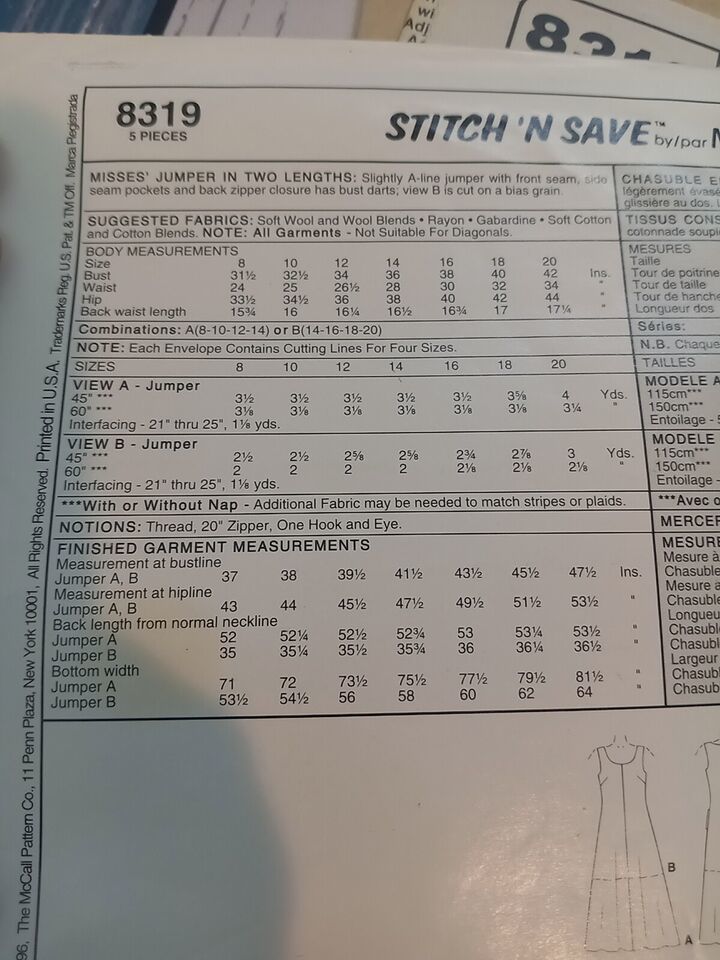 wi
Adj
831
8319
5 PIECES
STITCH 'N SAVE™ by/par
MISSES' JUMPER IN TWO LENGTHS: Slightly A-line jumper with front seam, side
seam pockets and back zipper closure has bust darts; view B is cut on a bias grain.
SUGGESTED FABRICS: Soft Wool and Wool Blends • Rayon • Gabardine • Soft Cotton
and Cotton Blends. NOTE: All Garments - Not Suitable For Diagonals.
BODY MEASUREMENTS
Size 8 10 12 14 16 18 20
Bust 31½ 32½ 34 36 38 40 42 Ins.
Waist 24 25 26½ 28 30 32 34 "
Hip 33½ 34½ 36 38 40 42 44 "
Back waist length 15¾ 16 16¼ 16½ 16¾ 17 17¼ "
Combinations: A(8-10-12-14) or B(14-16-18-20)
NOTE: Each Envelope Contains Cutting Lines For Four Sizes.
SIZES 8 10 12 14 16 18 20
VIEW A - Jumper
45" *** 3½ 3½ 3½ 3½ 3½ 3⅝ 4 Yds.
60" *** 3⅛ 3⅛ 3⅛ 3⅛ 3⅛ 3⅛ 3¼ "
Interfacing - 21" thru 25", 1⅛ yds.
VIEW B - Jumper
45" *** 2½ 2½ 2⅝ 2⅝ 2¾ 2⅞ 3 Yds.
60" *** 2 2 2 2 2⅛ 2⅛ 2⅛ "
Interfacing - 21" thru 25", 1⅛ yds.
***With or Without Nap - Additional Fabric may be needed to match stripes or plaids.
NOTIONS: Thread, 20" Zipper, One Hook and Eye.
FINISHED GARMENT MEASUREMENTS
Measurement at bustline
Jumper A, B 37 38 39½ 41½ 43½ 45½ 47½ Ins.
Measurement at hipline
Jumper A, B 43 44 45½ 47½ 49½ 51½ 53½ "
Back length from normal neckline
Jumper A 52 52¼ 52½ 52¾ 53 53¼ 53½ "
Jumper B 35 35¼ 35½ 35¾ 36 36¼ 36½ "
Bottom width
Jumper A 71 72 73½ 75½ 77½ 79½ 81½ "
Jumper B 53½ 54½ 56 58 60 62 64 "
CHASUBLE E
légèrement évasé
glissière au dos. L
TISSUS CONS
cotonnade soupl
MESURES
Taille
Tour de poitrine
Tour de taille
Tour de hanche
Longueur dos
Séries:
N.B. Chaque
TAILLES
MODELE A
115cm***
150cm***
Entoilage - 5
MODELE
115cm***
150cm***
Entoilage -
***Avec o
MERCER
MESURE
Mesure à
Chasuble
Mesure a
Chasuble
Longueu
Chasuble
Chasubl
Largeur
Chasubl
Chasub
B
A
96, The McCall Pattern Co., 11 Penn Plaza, New York 10001, All Rights Reserved. Printed in U.S.A. Trademarks Reg. U.S. Pat. & TM Off. Marca Registrada